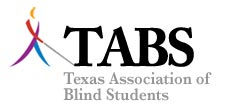 TABS
Texas Association of
Blind Students